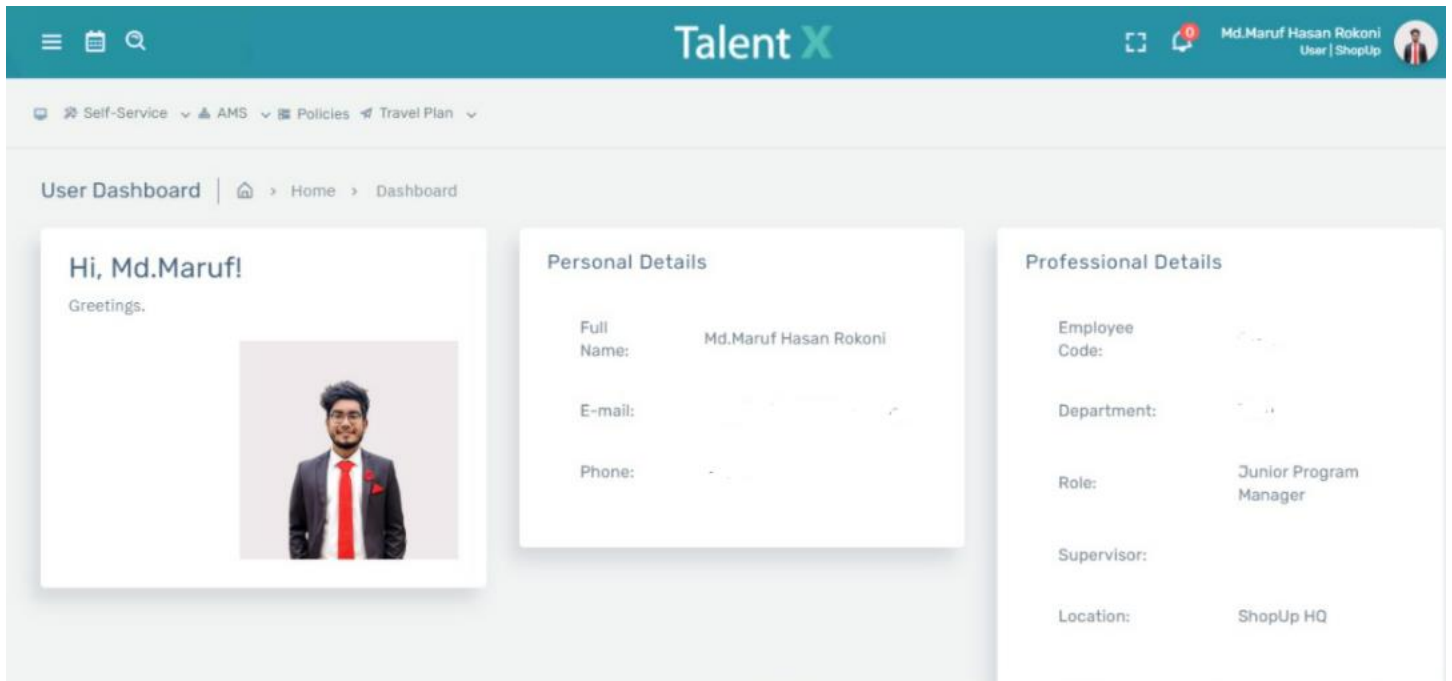 Talent X
0
Md.Maruf Hasan Rokoni
User | ShopUp
Self-Service AMS Policies Travel Plan
User Dashboard | > Home > Dashboard
Hi, Md.Maruf!
Greetings.
Personal Details
Full
Name:
Md.Maruf Hasan Rokoni
E-mail:
Phone:
Professional Details
Employee
Code:
Department:
Role:
Junior Program
Manager
Supervisor:
Location:
ShopUp HQ